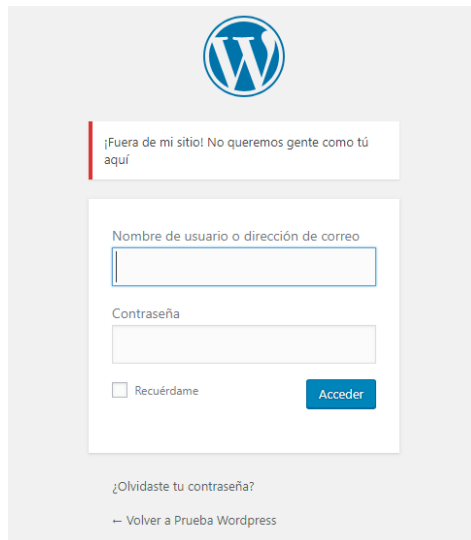 ¡Fuera de mi sitio! No queremos gente como tú
aquí
Nombre de usuario o dirección de correo
Contraseña
Recuérdame
Acceder
¿Olvidaste tu contraseña?
← Volver a Prueba Wordpress